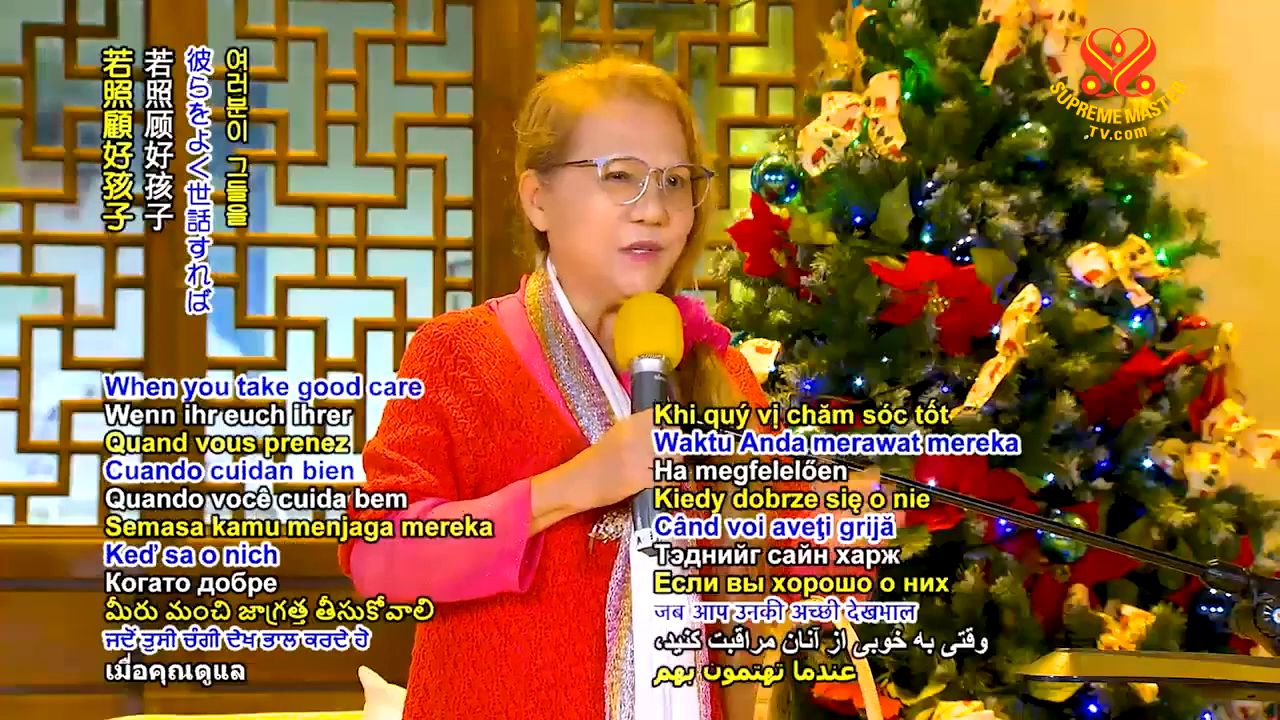 SUPREME MASTER
TV.com
여러분이 그들을
彼らをよく世話すれば
若照顾好孩子
若照顧好孩子
When you take good care
Wenn ihr euch ihrer
Quand vous prenez
Cuando cuidan bien
Quando você cuida bem
Semasa kamu menjaga mereka
Keď sa o nich
Когато добре
మీరు మంచి జాగ్రత్త తీసుకోవాలి
ਜਦੋਂ ਤੁਸੀ ਚੰਗੀ ਦੇਖ ਭਾਲ ਕਰਦੇ ਹੋ
เมื่อคุณดูแล
Khi quý vị chăm sóc tốt
Waktu Anda merawat mereka
Ha megfelelően
Kiedy dobrze się o nie
Când voi aveţi grijă
Тэднийг сайн харж
Если вы хорошо о них
जब आप उनकी अच्छी देखभाल
وقتی به خوبی از آنان مراقبت کنید،
عندما تهتمون بهم